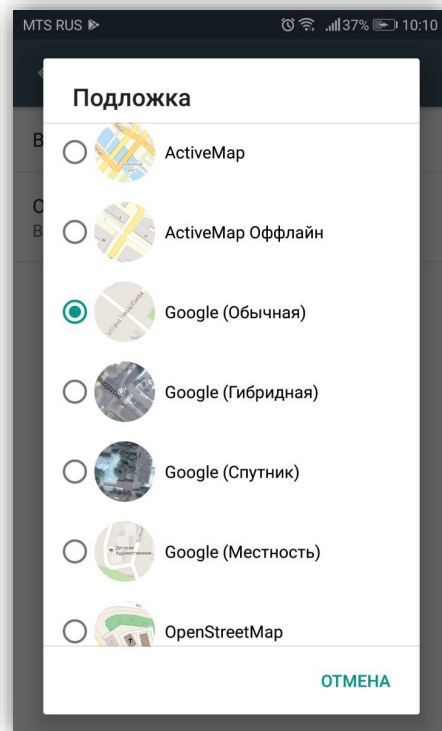 MTS RUS 37% 10:10
Подложка
В
ActiveMap
О
В
ActiveMap Оффлайн
Google (Обычная)
Google (Гибридная)
Google (Спутник)
Google (Местность)
OpenStreetMap
ОТМЕНА